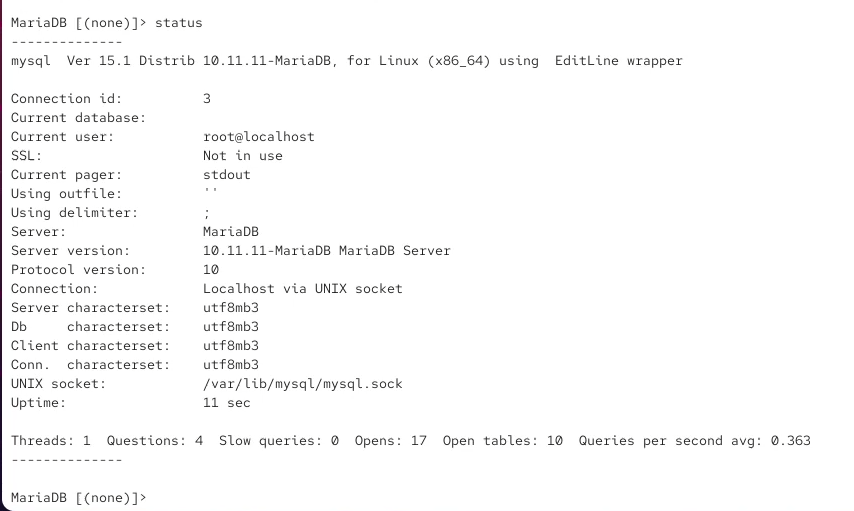 MariaDB [(none)]> status
--------------
mysql  Ver 15.1 Distrib 10.11.11-MariaDB, for Linux (x86_64) using  EditLine wrapper

Connection id:          3
Current database:
Current user:           root@localhost
SSL:                    Not in use
Current pager:          stdout
Using outfile:          ''
Using delimiter:        ;
Server:                 MariaDB
Server version:         10.11.11-MariaDB MariaDB Server
Protocol version:       10
Connection:             Localhost via UNIX socket
Server characterset:    utf8mb3
Db     characterset:    utf8mb3
Client characterset:    utf8mb3
Conn.  characterset:    utf8mb3
UNIX socket:            /var/lib/mysql/mysql.sock
Uptime:                 11 sec

Threads: 1  Questions: 4  Slow queries: 0  Opens: 17  Open tables: 10  Queries per second avg: 0.363
--------------

MariaDB [(none)]>